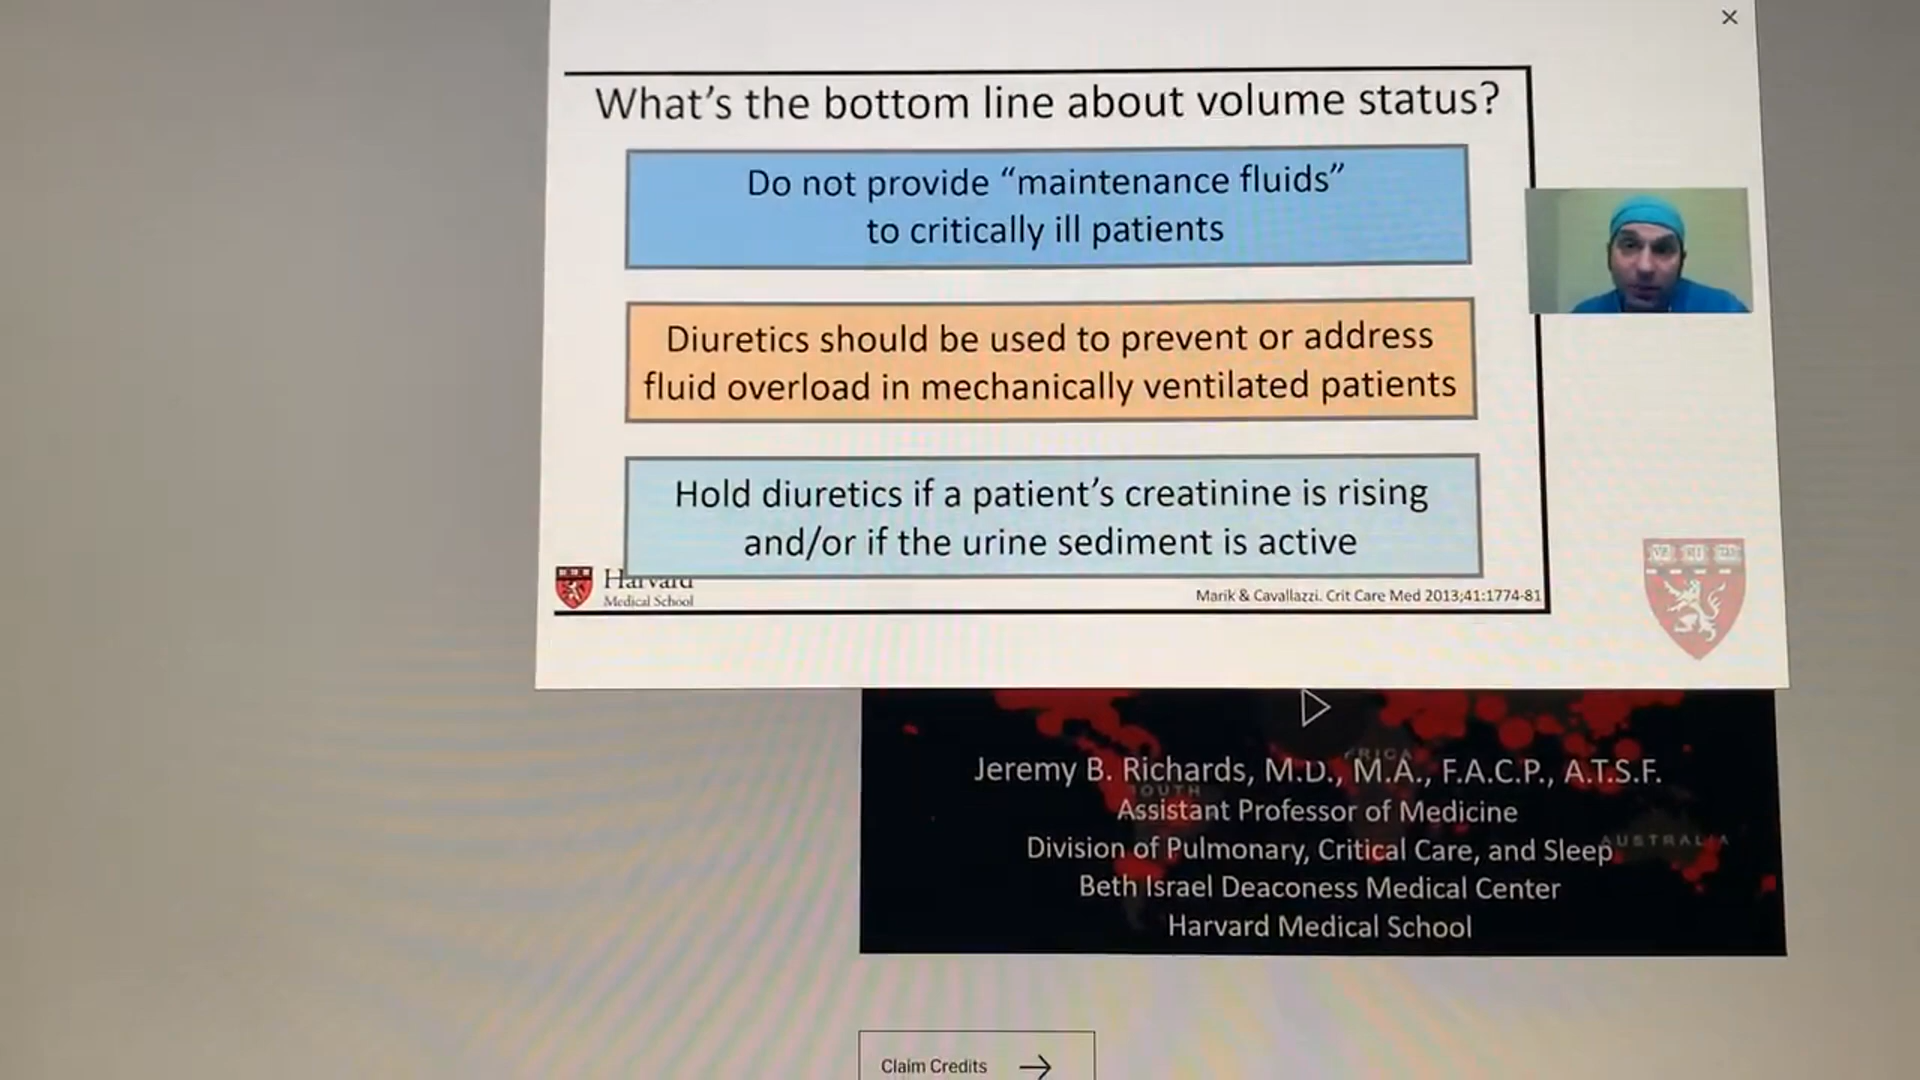 What's the bottom line about volume status?
Do not provide “maintenance fluids”
to critically ill patients
Diuretics should be used to prevent or address
fluid overload in mechanically ventilated patients
Hold diuretics if a patient's creatinine is rising
and/or if the urine sediment is active
Harvard
Medical School
Marik & Cavallazzi. Crit Care Med 2013;41:1774-81
VE RI TAS
Jeremy B. Richards, M.D., M.A., F.A.C.P., A.T.S.F.
Assistant Professor of Medicine
AUSTRALIA
Division of Pulmonary, Critical Care, and Sleep
Beth Israel Deaconess Medical Center
Harvard Medical School
Claim Credits